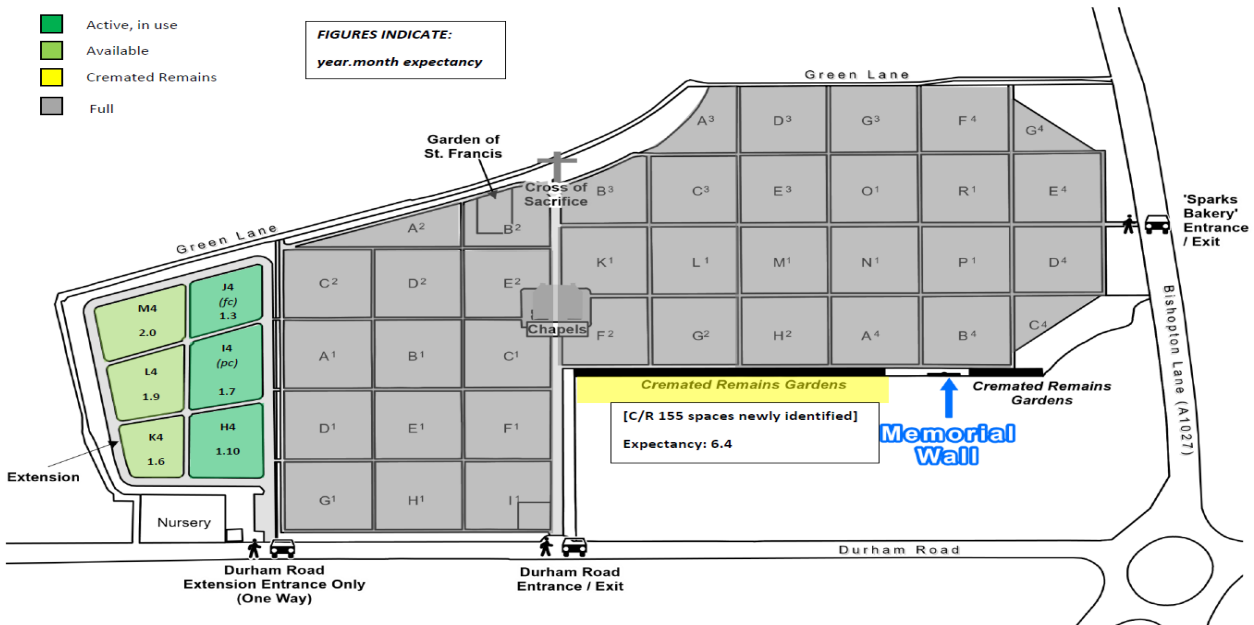 Active, in use
Available
Cremated Remains
Full
FIGURES INDICATE:
year.month expectancy
Green Lane
A3
D3
G3
F4
G4
Garden of
St. Francis
Cross of
Sacrifice
B3
C3
E3
O1
R1
E4
'Sparks
Bakery'
Entrance
/ Exit
A2
B2
Green Lane
K1
L1
M1
N1
P1
D4
C2
D2
E2
J4
(fc)
1.3
M4
2.0
Chapels
F2
G2
H2
A4
B4
C4
Bishopton Lane (A1027)
I4
(pc)
1.7
L4
1.9
A1
B1
C1
Cremated Remains Gardens
Cremated Remains
Gardens
[C/R 155 spaces newly identified]
Expectancy: 6.4
Memorial
Wall
H4
1.10
K4
1.6
D1
E1
F1
Extension
G1
H1
I1
Nursery
Durham Road
Durham Road
Extension Entrance Only
(One Way)
Durham Road
Entrance / Exit